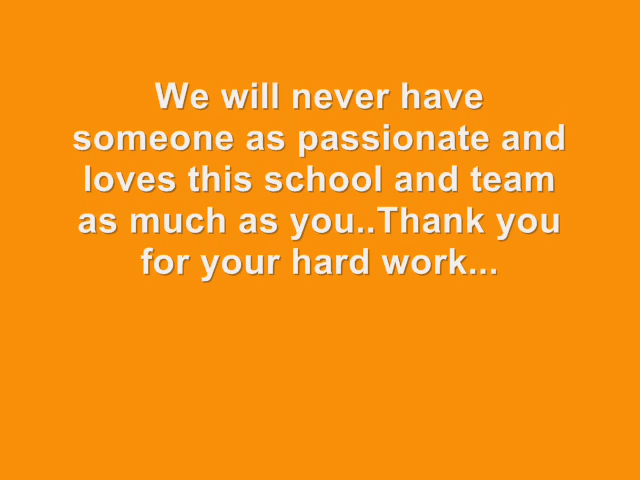 We will never have
someone as passionate and
loves this school and team
as much as you..Thank you
for your hard work...